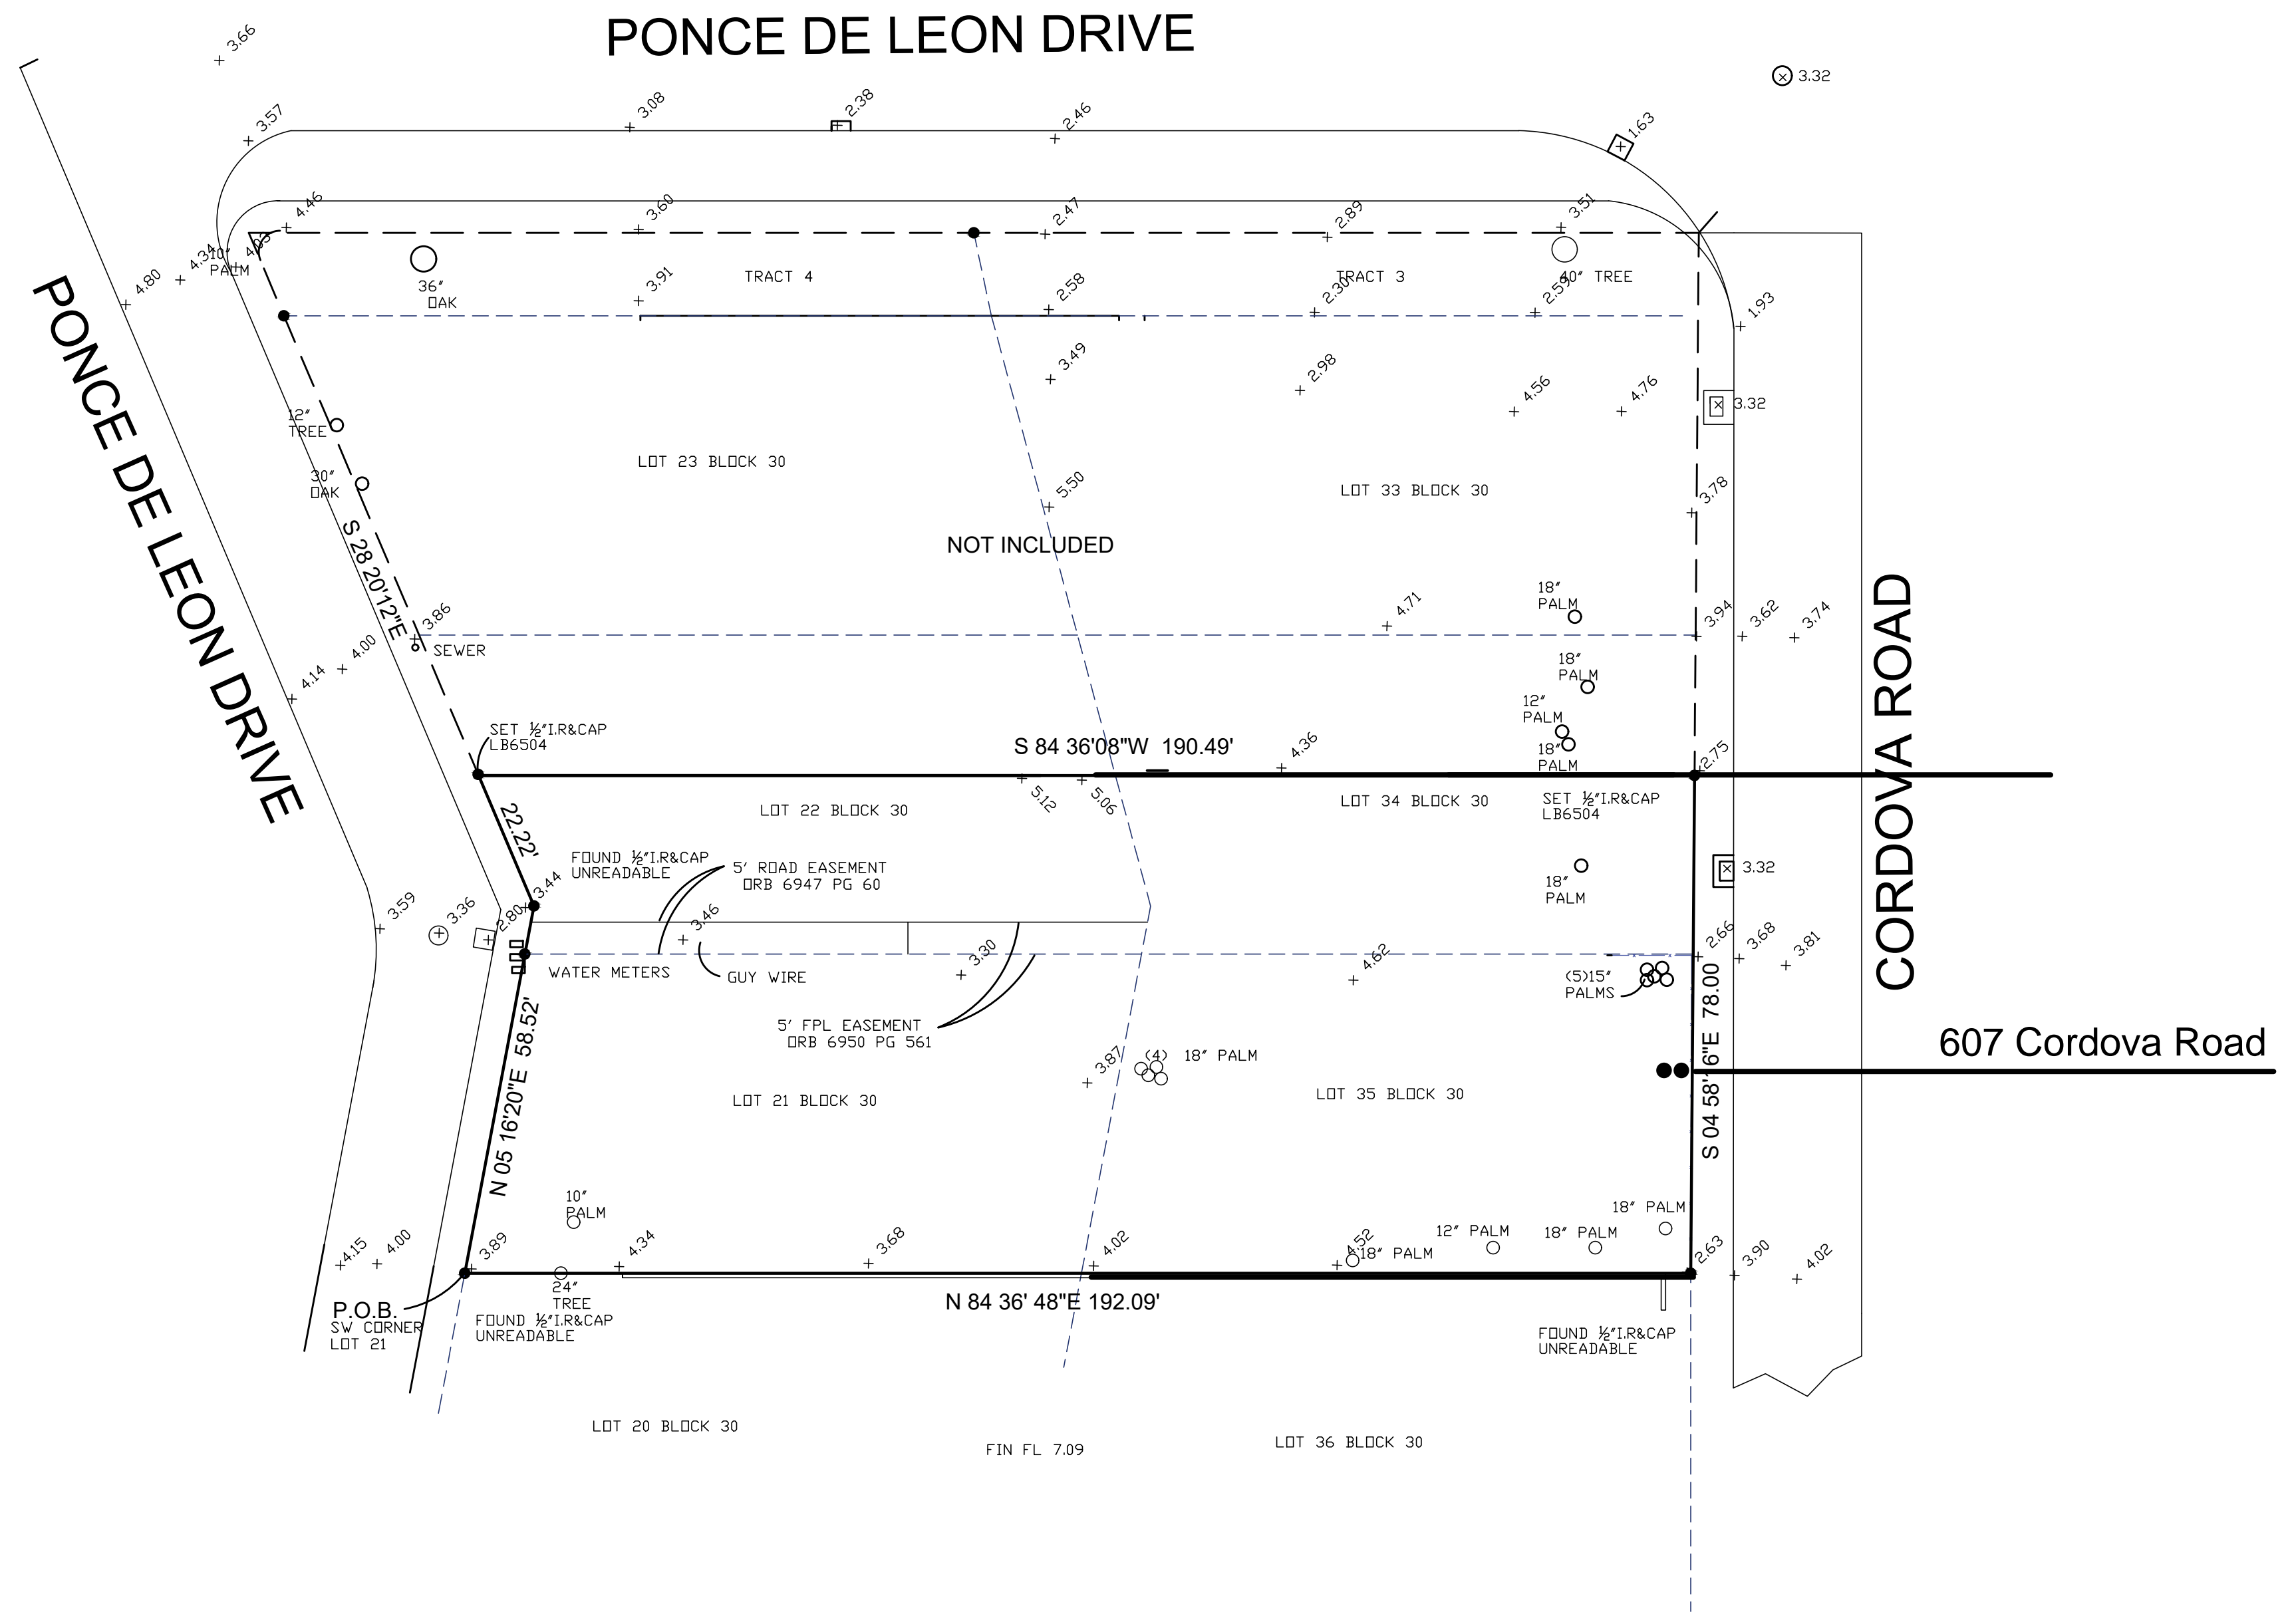 PONCE DE LEON DRIVE
3.66
3.32
3.57
3.08
2.38
2.46
1.63
4.46
3.60
2.47
2.89
3.51
4.80
4.34
10"
PALM
4.03
36"
OAK
3.91
TRACT 4
2.58
2.30
TRACT 3
2.59
40" TREE
1.93
PONCE DE LEON DRIVE
3.49
2.98
4.56
4.76
3.32
12"
TREE
LOT 23 BLOCK 30
30"
OAK
5.50
LOT 33 BLOCK 30
3.78
S 28 20'12"E
NOT INCLUDED
18"
PALM
3.86
SEWER
4.71
3.94
3.62
3.74
4.14
4.00
18"
PALM
12"
PALM
18"
PALM
SET ½"I.R&CAP
LB6504
S 84 36'08"W 190.49'
4.36
2.75
CORDOVA ROAD
22.22'
LOT 22 BLOCK 30
5.12
5.06
LOT 34 BLOCK 30
SET ½"I.R&CAP
LB6504
FOUND ½"I.R&CAP
UNREADABLE
5' ROAD EASEMENT
ORB 6947 PG 60
18"
PALM
3.32
3.59
3.36
2.80
3.44
3.46
3.30
4.62
2.66
3.68
3.81
WATER METERS
GUY WIRE
(5)15"
PALMS
N 05 16'20"E 58.52'
5' FPL EASEMENT
ORB 6950 PG 561
3.87
(4) 18" PALM
607 Cordova Road
LOT 21 BLOCK 30
LOT 35 BLOCK 30
S 04 58' 6"E 78.00
10"
PALM
18" PALM
12" PALM
18" PALM
4.15
4.00
3.89
4.34
3.68
4.02
4.52
18" PALM
2.63
3.90
4.02
24"
TREE
P.O.B.
SW CORNER
LOT 21
N 84 36' 48"E 192.09'
FOUND ½"I.R&CAP
UNREADABLE
FOUND ½"I.R&CAP
UNREADABLE
LOT 20 BLOCK 30
FIN FL 7.09
LOT 36 BLOCK 30